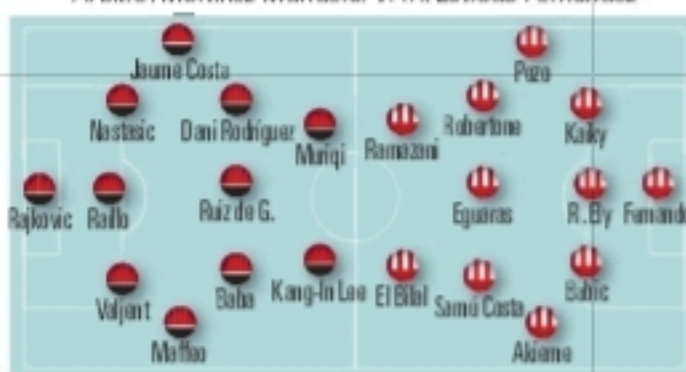 Jaume Costa
Pozo
Nastasic
Dani Rodríguez
Muriqi
Ramazani
Robertone
Kaiky
Rajkovic
Raíllo
Ruiz de G.
Eguaras
R. Ely
Fernando
Valjent
Baba
Kang-In Lee
El Bilal
Samú Costa
Babic
Maffeo
Akieme